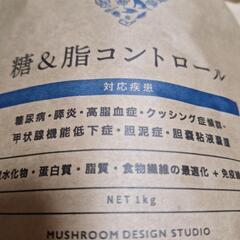 糖&脂コントロール
対応疾患
糖尿病・膵炎・高脂血症・クッシング症候群・
甲状腺機能低下症・胆泥症・胆嚢粘液嚢腫
水化物・蛋白質・脂質・食物繊維の最適化+免疫
NET 1kg
MUSHROOM DESIGN STUDIO